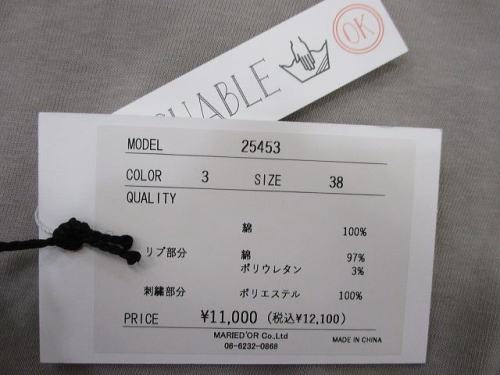 OK
MODEL 25453
COLOR 3 SIZE 38
QUALITY
綿 100%
リブ部分 綿 97%
ポリウレタン 3%
刺繍部分 ポリエステル 100%
PRICE ¥11,000 (税込¥12,100)
MARIED'OR Co.,Ltd
06-6232-0868
MADE IN CHINA